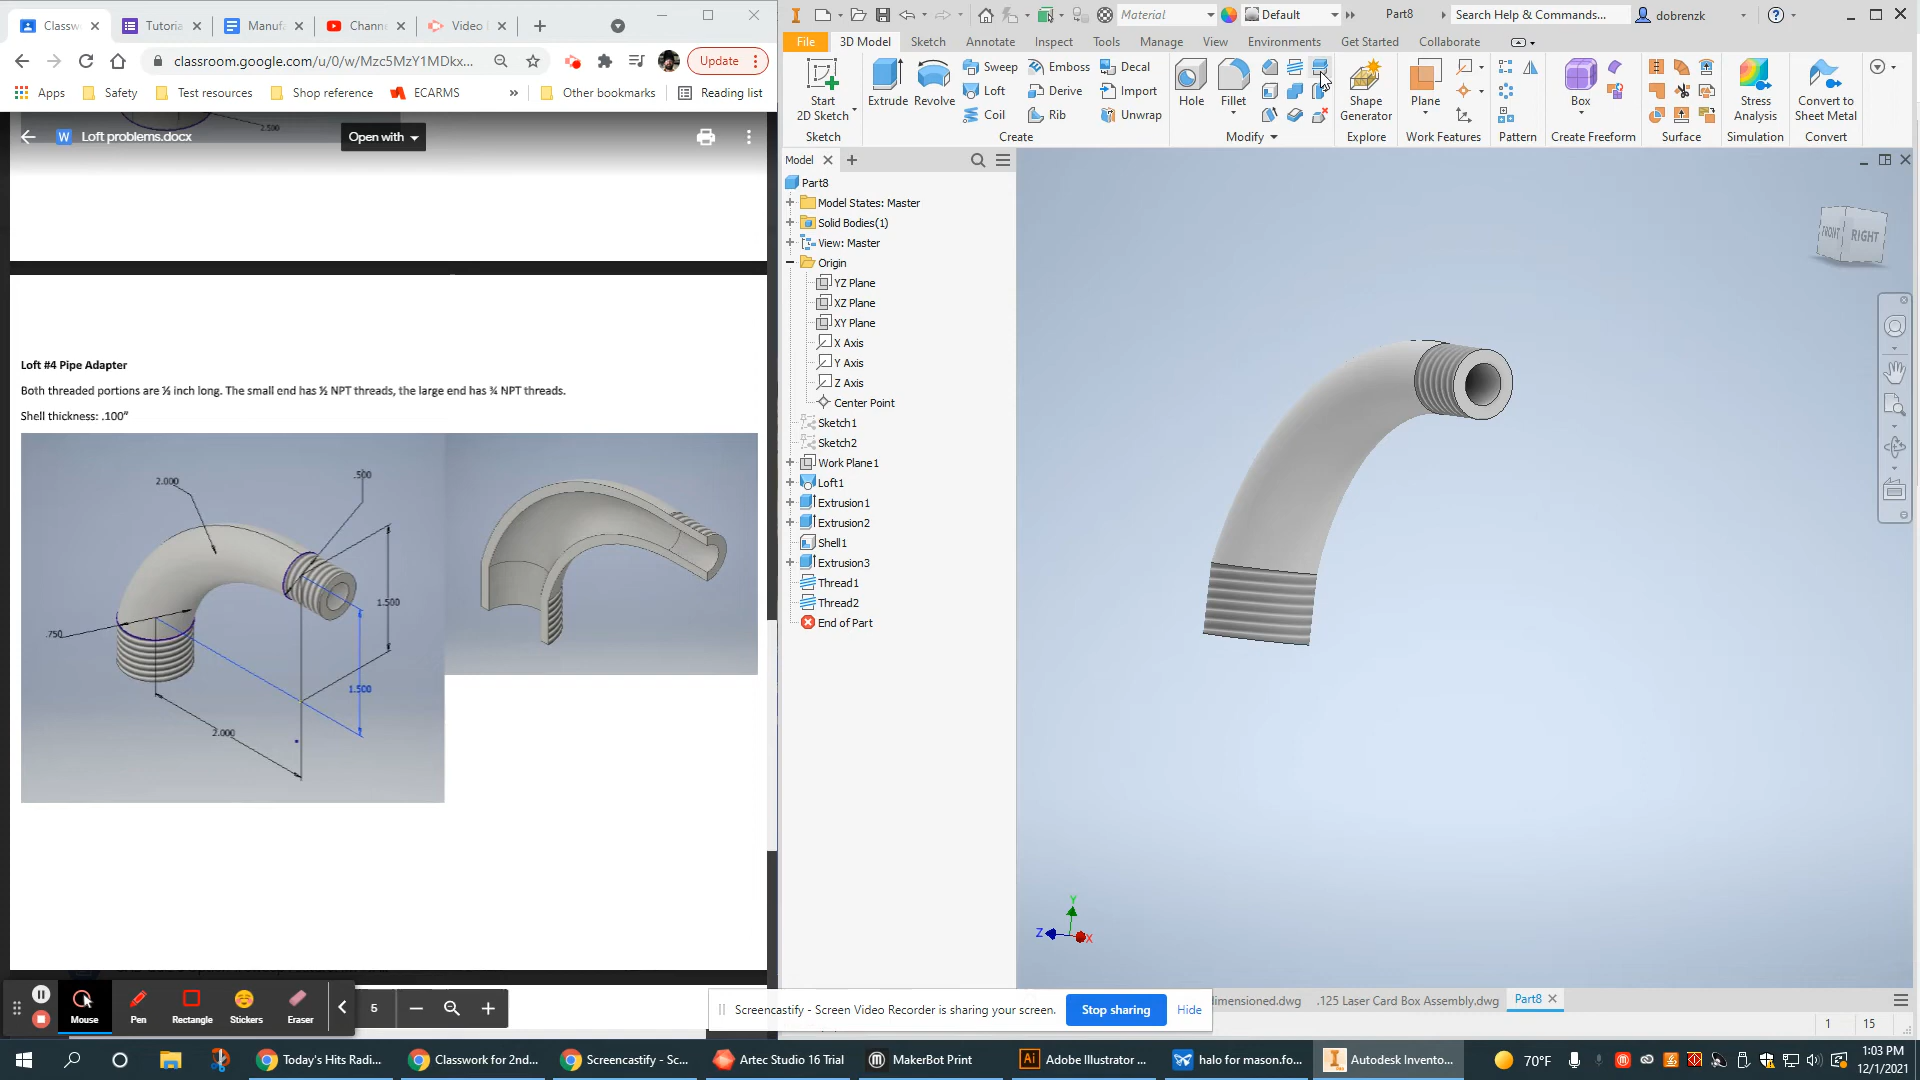 Classw
Tutoria
Manuf
Chann
Video
classroom.google.com/u/0/w/Mzc5MzY1MDkx...
Update
Apps
Safety
Test resources
Shop reference
ECARMS
»
Other bookmarks
Reading list
2.500
Loft problems.docx
Open with
Loft #4 Pipe Adapter
Both threaded portions are ½ inch long. The small end has ½ NPT threads, the large end has ¾ NPT threads.
Shell thickness: .100"
2.000
.500
1.500
.750
1.500
2.000
Mouse
Pen
Rectangle
Stickers
Eraser
5
Screencastify - Screen Video Recorder is sharing your screen.
Stop sharing
Hide
Material
Default
Part8
Search Help & Commands...
dobrenzk
File
3D Model
Sketch
Annotate
Inspect
Tools
Manage
View
Environments
Get Started
Collaborate
Start
2D Sketch
Sketch
Extrude
Revolve
Sweep
Loft
Coil
Emboss
Derive
Rib
Decal
Import
Unwrap
Create
Hole
Fillet
Modify
Shape
Generator
Explore
Plane
Work Features
Pattern
Box
Create Freeform
Surface
Stress
Analysis
Simulation
Convert to
Sheet Metal
Convert
Model
Part8
Model States: Master
Solid Bodies(1)
View: Master
Origin
YZ Plane
XZ Plane
XY Plane
X Axis
Y Axis
Z Axis
Center Point
Sketch1
Sketch2
Work Plane1
Loft1
Extrusion1
Extrusion2
Shell1
Extrusion3
Thread1
Thread2
End of Part
FRONT
RIGHT
Y
Z
X
dimensioned.dwg
.125 Laser Card Box Assembly.dwg
Part8
1
15
Today's Hits Radi...
Classwork for 2nd...
Screencastify - Sc...
Artec Studio 16 Trial
MakerBot Print
Adobe Illustrator ...
halo for mason.fo...
Autodesk Invento...
70°F
1:03 PM
12/1/2021